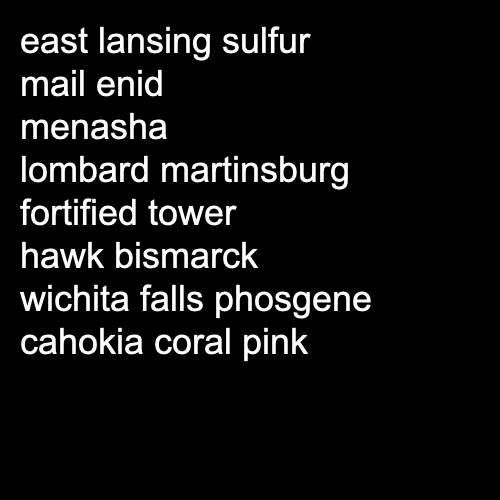 east lansing sulfur
mail enid
menasha
lombard martinsburg
fortified tower
hawk bismarck
wichita falls phosgene
cahokia coral pink